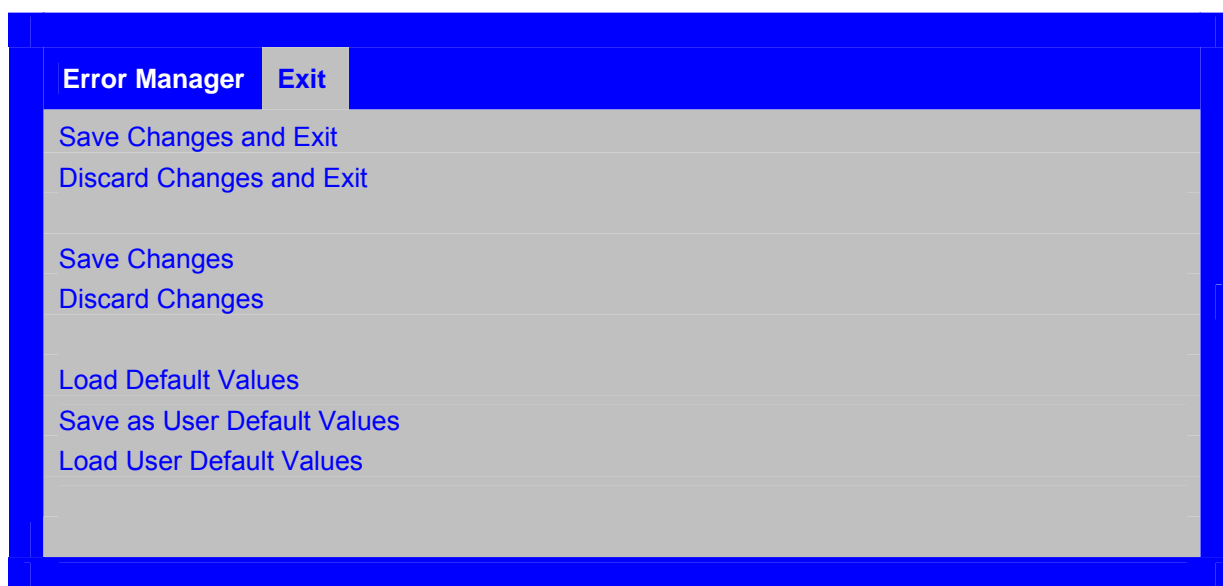 Error Manager Exit
Save Changes and Exit
Discard Changes and Exit
Save Changes
Discard Changes
Load Default Values
Save as User Default Values
Load User Default Values